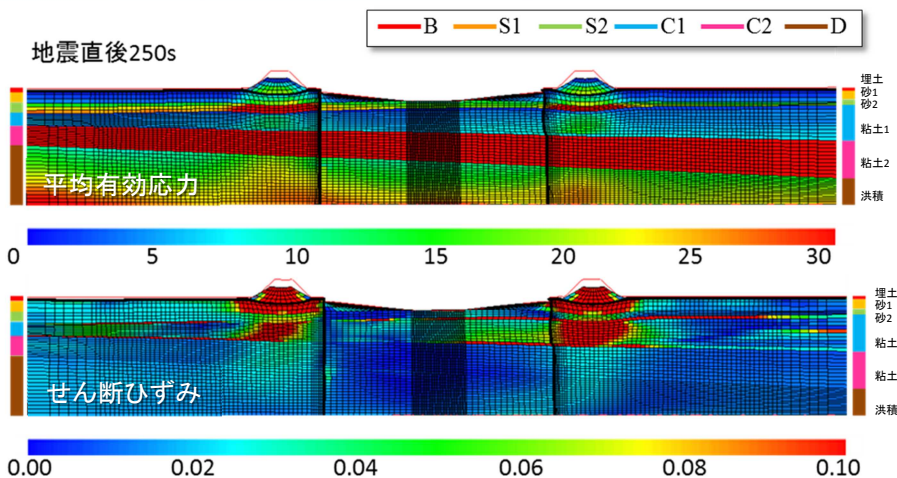 B S1 S2 C1 C2 D
地震直後250s
埋土
砂1
砂2
粘土1
粘土2
洪積
平均有効応力
0 5 10 15 20 25 30
埋土
砂1
砂2
粘土
粘土
洪積
せん断ひずみ
0.00 0.02 0.04 0.06 0.08 0.10